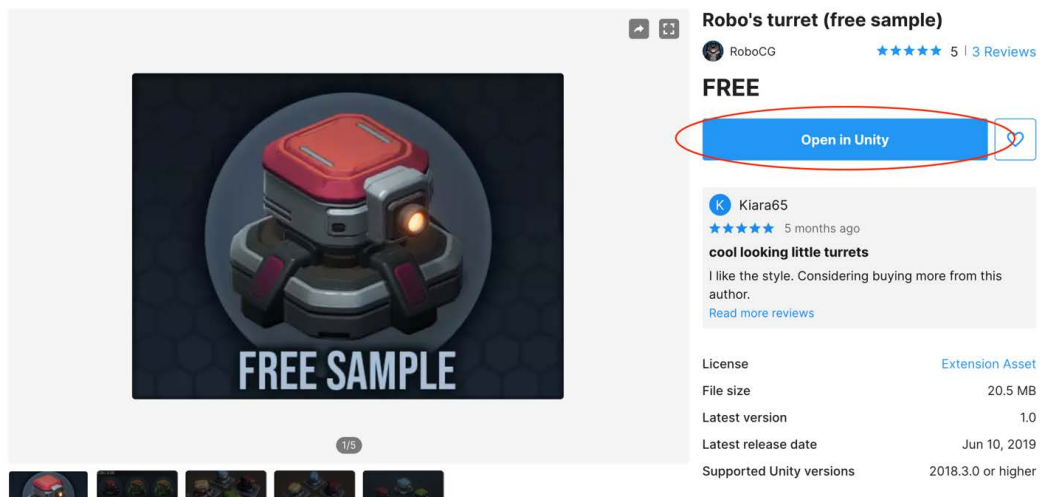 Robo's turret (free sample)
RoboCG
5 | 3 Reviews
FREE
Open in Unity
K Kiara65
5 months ago
cool looking little turrets
I like the style. Considering buying more from this
author.
Read more reviews
FREE SAMPLE
1/5
License Extension Asset
File size 20.5 MB
Latest version 1.0
Latest release date Jun 10, 2019
Supported Unity versions 2018.3.0 or higher